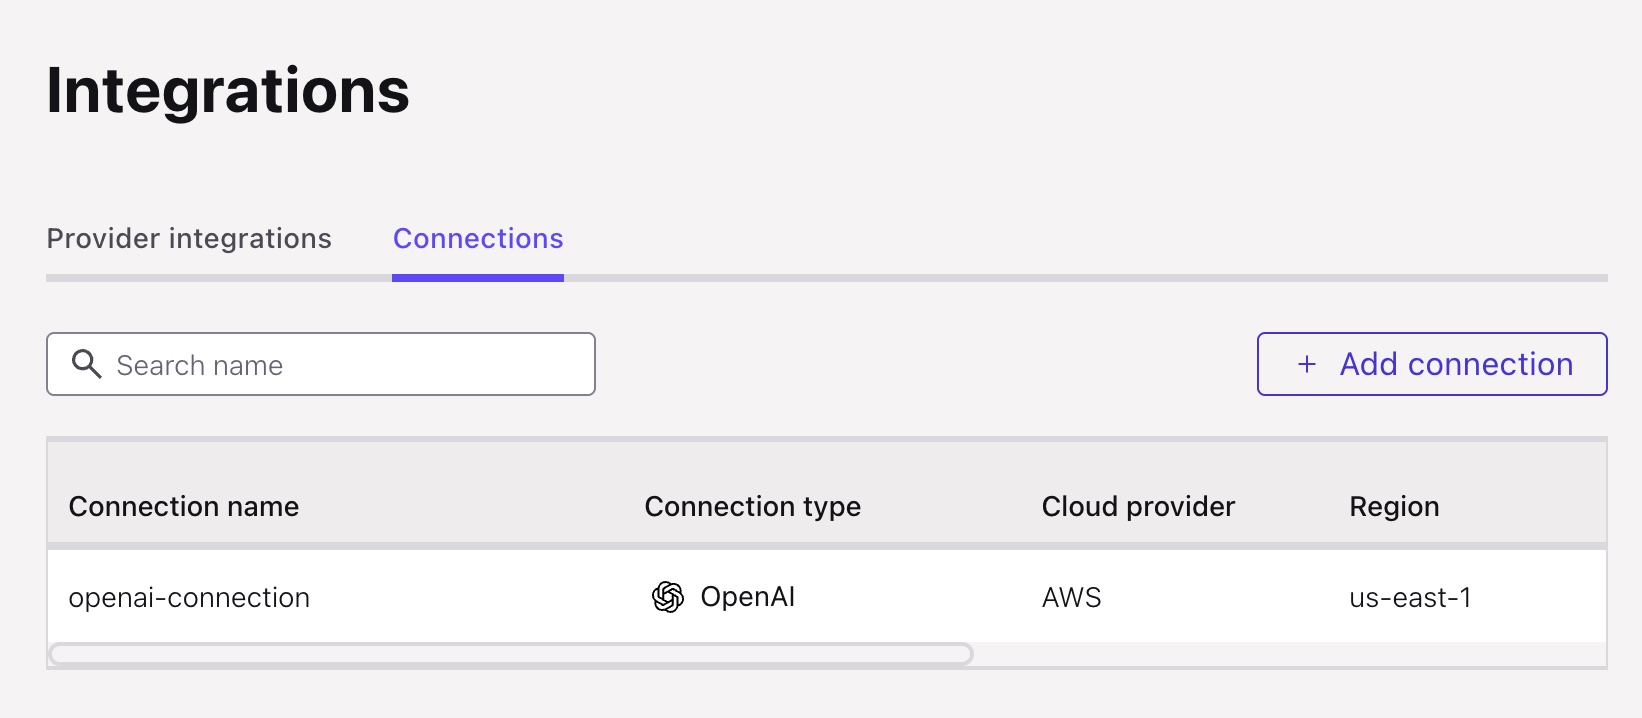 Integrations
Provider integrations Connections
Search name + Add connection
Connection name Connection type Cloud provider Region
openai-connection OpenAI AWS us-east-1